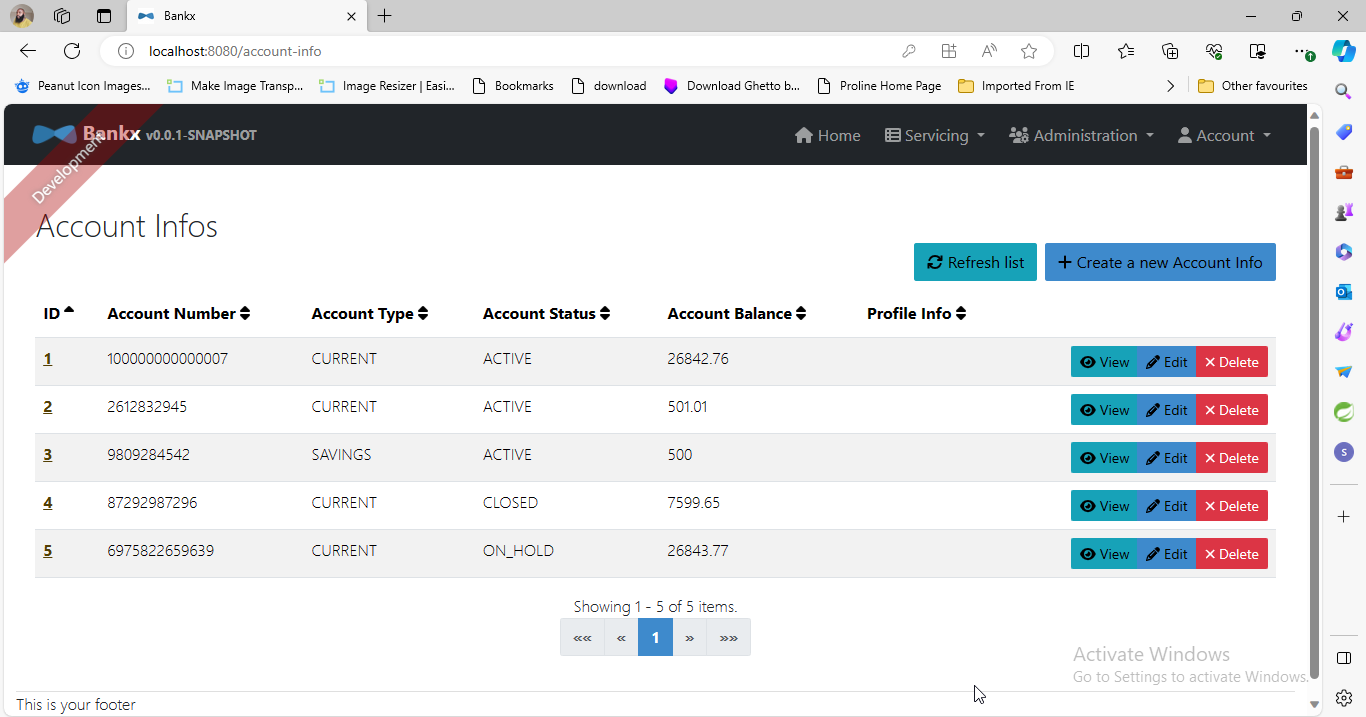 Bankx
localhost:8080/account-info
Peanut Icon Images... Make Image Transp... Image Resizer | Easi... Bookmarks download Download Ghetto b... Proline Home Page Imported From IE Other favourites
Bankx v0.0.1-SNAPSHOT Home Servicing Administration Account
Development
Account Infos
Refresh list + Create a new Account Info
ID Account Number Account Type Account Status Account Balance Profile Info
1 100000000000007 CURRENT ACTIVE 26842.76 View Edit × Delete
2 2612832945 CURRENT ACTIVE 501.01 View Edit × Delete
3 9809284542 SAVINGS ACTIVE 500 View Edit × Delete
4 87292987296 CURRENT CLOSED 7599.65 View Edit × Delete
5 6975822659639 CURRENT ON_HOLD 26843.77 View Edit × Delete
Showing 1 - 5 of 5 items.
«« « 1 » »»
Activate Windows
Go to Settings to activate Windows.
This is your footer
S